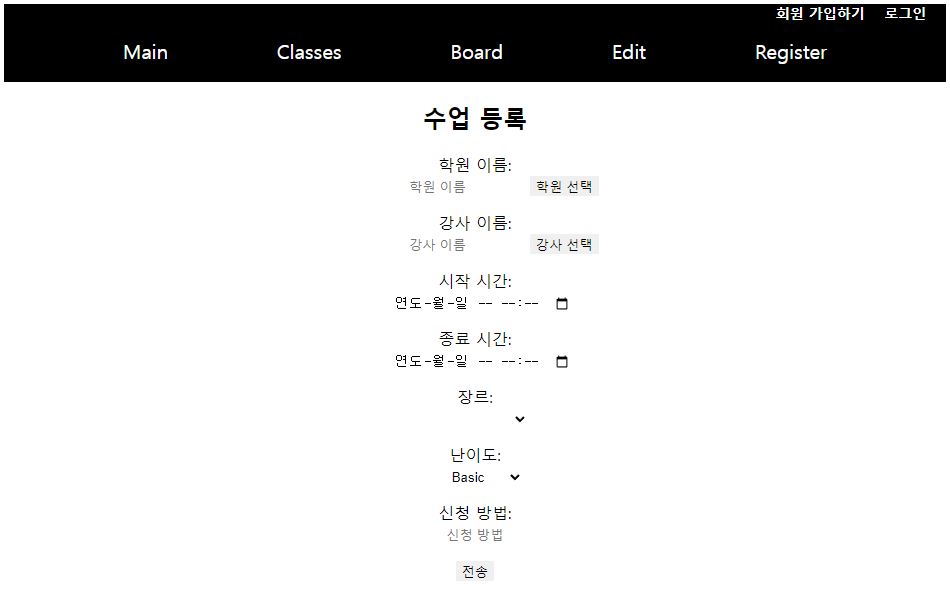 회원 가입하기 로그인
Main Classes Board Edit Register
수업 등록
학원 이름:
학원 이름 학원 선택
강사 이름:
강사 이름 강사 선택
시작 시간:
연도-월-일 -- --:--
종료 시간:
연도-월-일 -- --:--
장르:
난이도:
Basic
신청 방법:
신청 방법
전송